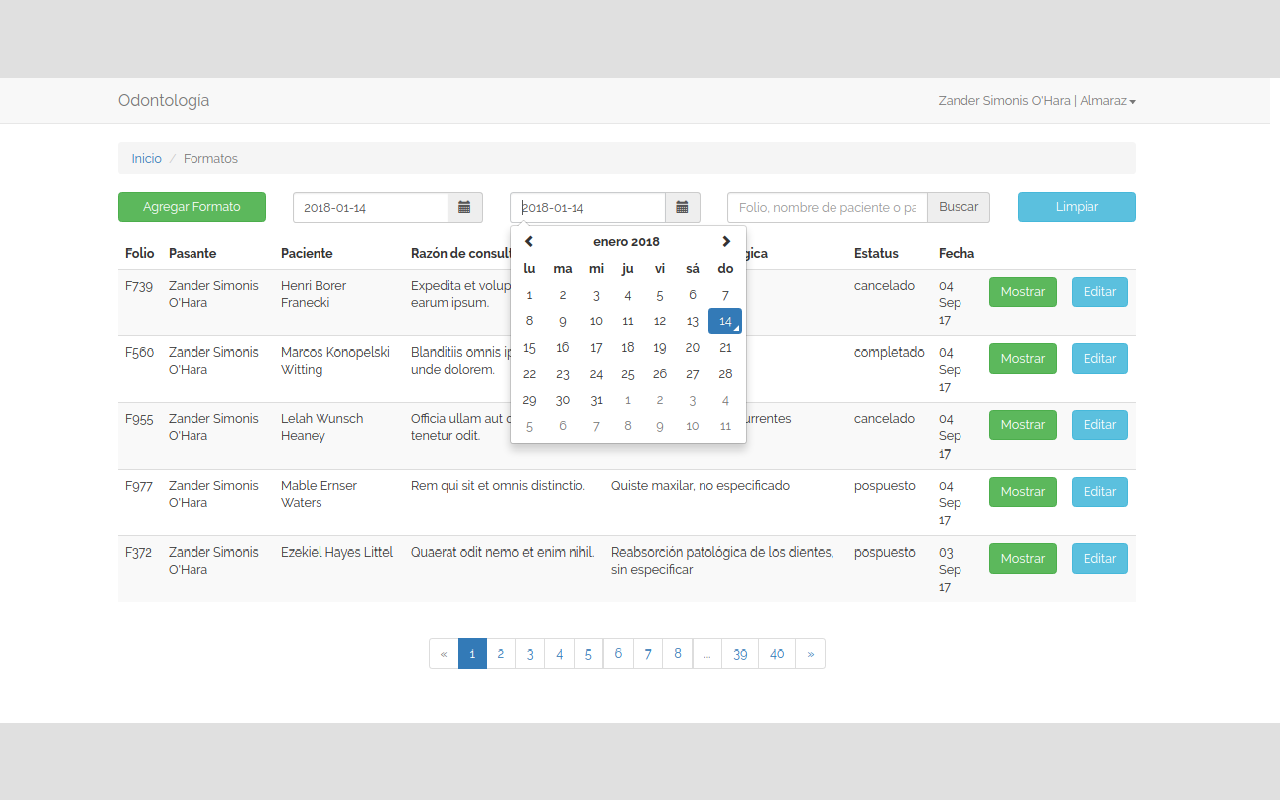 Odontología
Zander Simonis O'Hara | Almaraz
Inicio / Formatos
Agregar Formato
2018-01-14
2018-01-14
Folio, nombre de paciente o pa
Buscar
Limpiar
Folio Pasante Paciente Razón de consult gica Estatus Fecha
enero 2018
lu ma mi ju vi sá do
1 2 3 4 5 6 7
8 9 10 11 12 13 14
15 16 17 18 19 20 21
22 23 24 25 26 27 28
29 30 31 1 2 3 4
5 6 7 8 9 10 11
F739 Zander Simonis Henri Borer Expedita et volup cancelado 04 Mostrar Editar
O'Hara Franecki earum ipsum. Sep
17
F560 Zander Simonis Marcos Konopelski Blanditiis omnis ip completado 04 Mostrar Editar
O'Hara Witting unde dolorem. Sep
17
F955 Zander Simonis Lelah Wunsch Officia ullam aut urrentes cancelado 04 Mostrar Editar
O'Hara Heaney tenetur odit. Sep
17
F977 Zander Simonis Mable Ernser Rem qui sit et omnis distinctio. Quiste maxilar, no especificado pospuesto 04 Mostrar Editar
O'Hara Waters Sep
17
F372 Zander Simonis Ezekiel Hayes Littel Quaerat odit nemo et enim nihil. Reabsorción patológica de los dientes, pospuesto 03 Mostrar Editar
O'Hara sin especificar Sep
17
« 1 2 3 4 5 6 7 8 ... 39 40 »